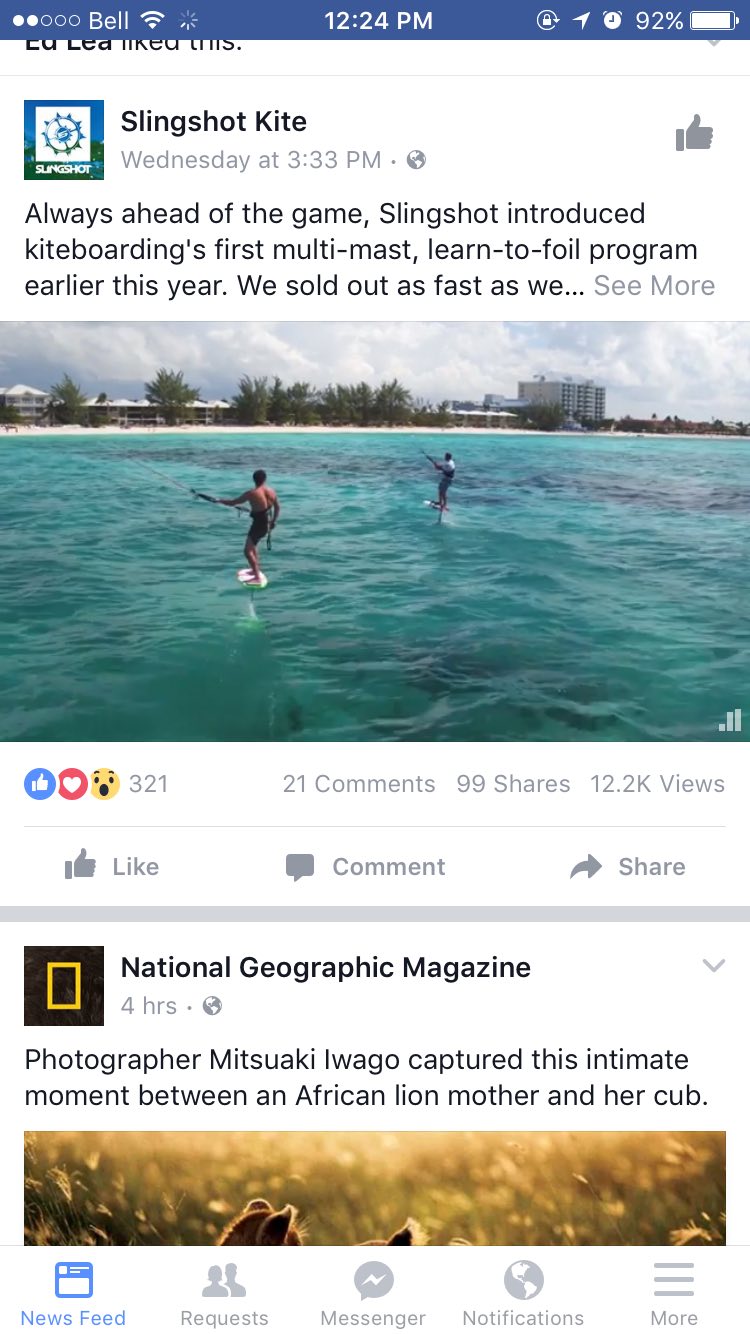 Bell 12:24 PM 92%
Ed Lea liked this.
SLINGSHOT
Slingshot Kite
Wednesday at 3:33 PM ·
Always ahead of the game, Slingshot introduced
kiteboarding's first multi-mast, learn-to-foil program
earlier this year. We sold out as fast as we... See More
321 21 Comments 99 Shares 12.2K Views
Like Comment Share
National Geographic Magazine
4 hrs ·
Photographer Mitsuaki Iwago captured this intimate
moment between an African lion mother and her cub.
News Feed Requests Messenger Notifications More